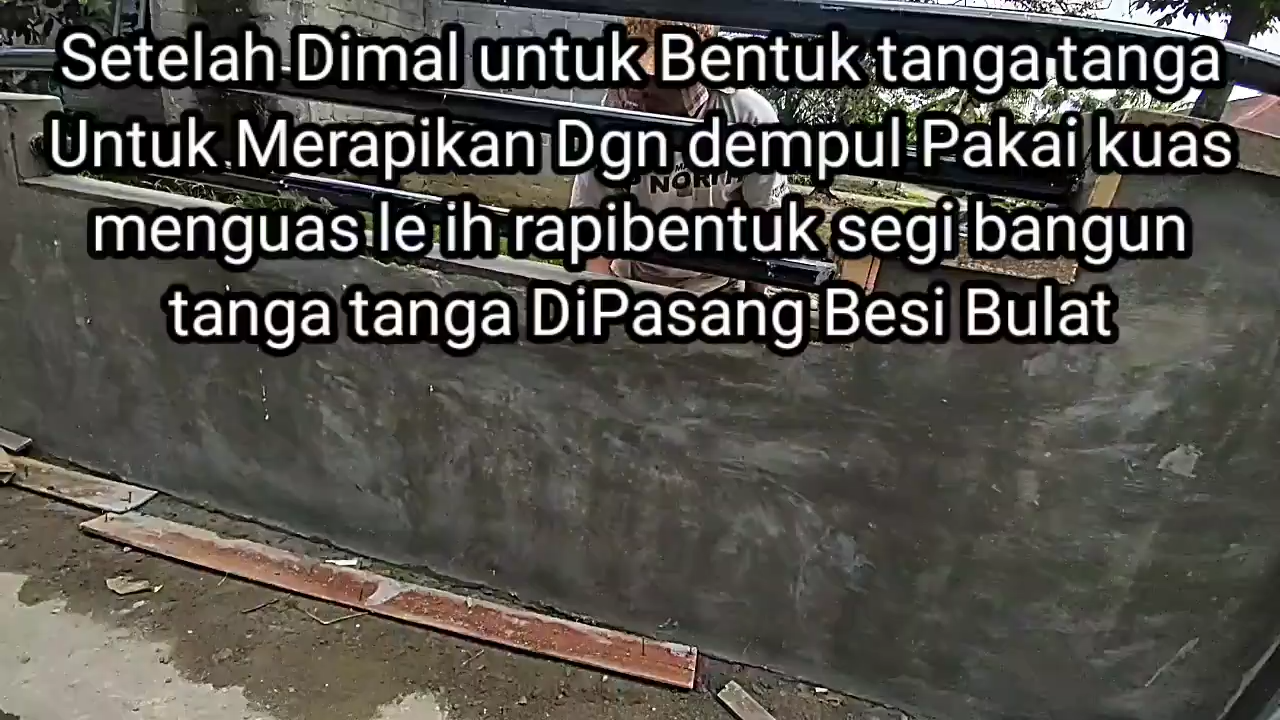 Setelah Dimal untuk Bentuk tanga tanga
Untuk Merapikan Dgn dempul Pakai kuas
menguas le ih rapibentuk segi bangun
tanga tanga DiPasang Besi Bulat